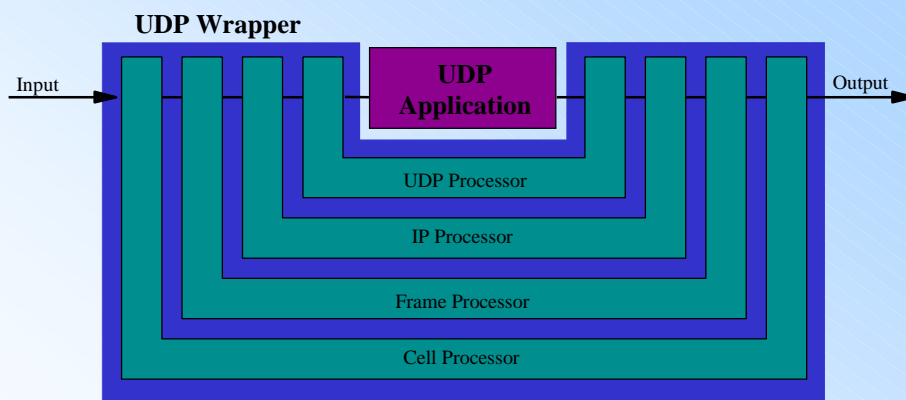 UDP Wrapper
Input
UDP
Application
Output
UDP Processor
IP Processor
Frame Processor
Cell Processor